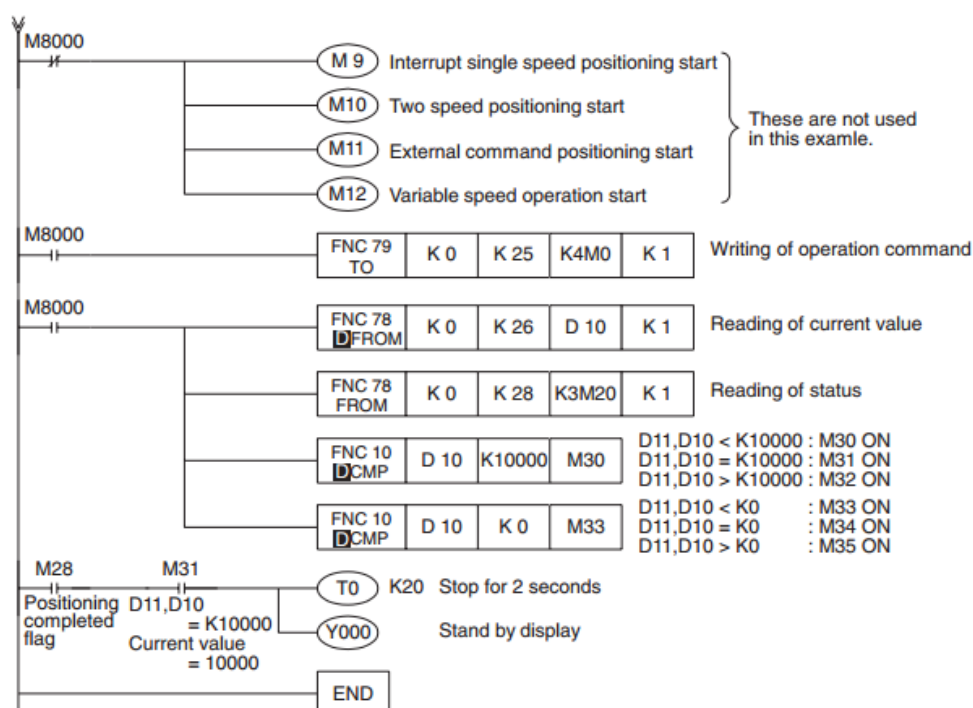 M8000
M 9 Interrupt single speed positioning start
M10 Two speed positioning start
M11 External command positioning start
M12 Variable speed operation start
These are not used
in this examle.
M8000
FNC 79 TO K 0 K 25 K4M0 K 1 Writing of operation command
M8000
FNC 78 DFROM K 0 K 26 D 10 K 1 Reading of current value
FNC 78 FROM K 0 K 28 K3M20 K 1 Reading of status
FNC 10 DCMP D 10 K10000 M30
D11,D10 < K10000 : M30 ON
D11,D10 = K10000 : M31 ON
D11,D10 > K10000 : M32 ON
FNC 10 DCMP D 10 K 0 M33
D11,D10 < K0 : M33 ON
D11,D10 = K0 : M34 ON
D11,D10 > K0 : M35 ON
M28 M31
Positioning
completed
flag
D11,D10
= K10000
Current value
= 10000
T0 K20 Stop for 2 seconds
Y000 Stand by display
END